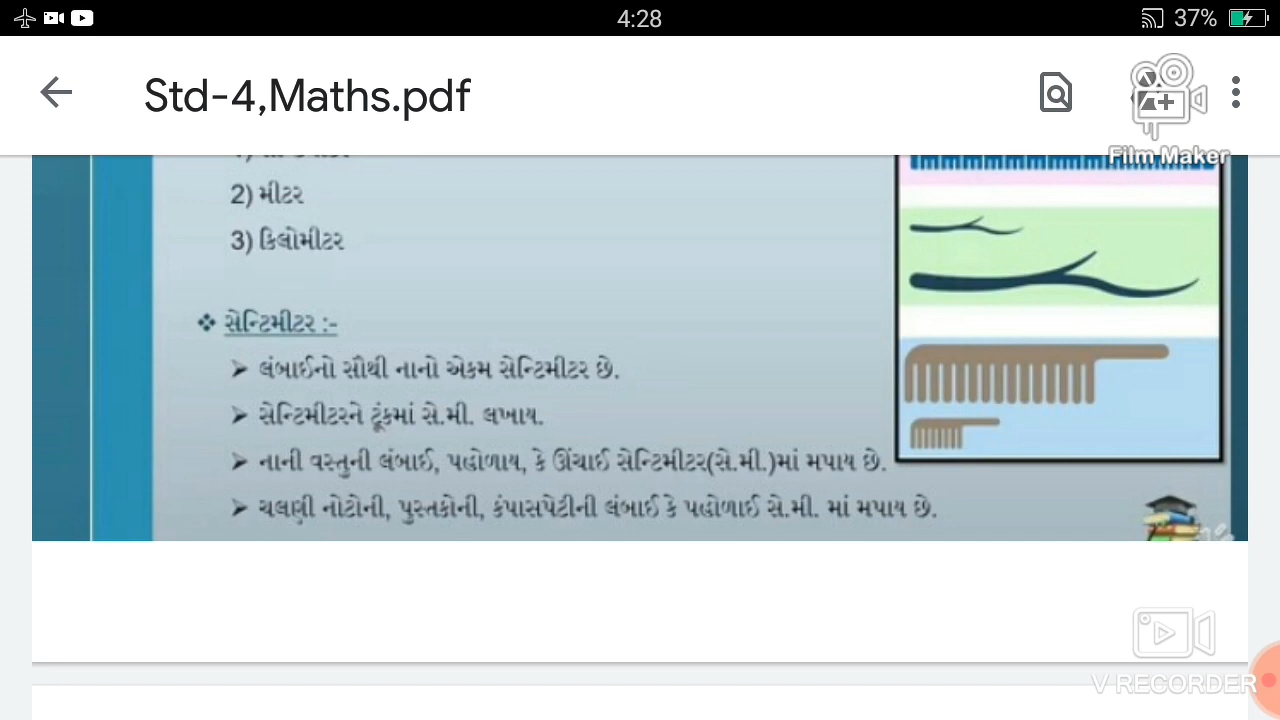 4:28
37%
Std-4,Maths.pdf
Film Maker
2) મીટર
3) કિલોમીટર
❖ સેન્ટિમીટર :-
➤ લંબાઈનો સૌથી નાનો એકમ સેન્ટિમીટર છે.
➤ સેન્ટિમીટરને ટૂંકમાં સે.મી. લખાય.
➤ નાની વસ્તુની લંબાઈ, પહોળાય, કે ઊંચાઈ સેન્ટિમીટર(સે.મી.)માં મપાય છે.
➤ ચલણી નોટોની, પુસ્તકોની, કંપાસપેટીની લંબાઈ કે પહોળાઈ સે.મી. માં મપાય છે.
V RECORDER